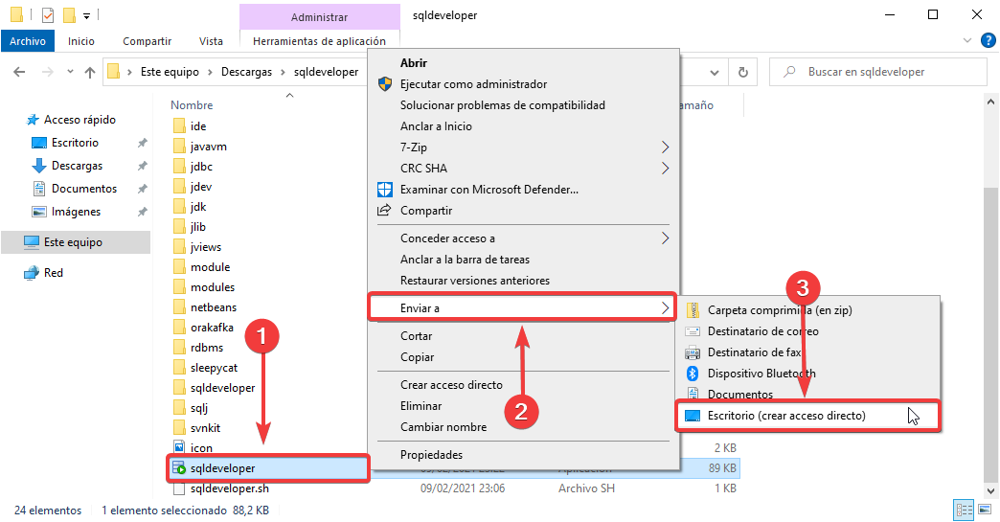 Administrar
sqldeveloper
Archivo
Inicio
Compartir
Vista
Herramientas de aplicación
Este equipo
Descargas
sqldeveloper
Buscar en sqldeveloper
Acceso rápido
Escritorio
Descargas
Documentos
Imágenes
Este equipo
Red
Nombre
ide
javavm
jdbc
jdev
jdk
jlib
jviews
module
modules
netbeans
orakafka
rdbms
sleepycat
sqldeveloper
sqlj
svnkit
icon
2 KB
sqldeveloper
89 KB
sqldeveloper.sh
09/02/2021 23:06
Archivo SH
1 KB
Abrir
Ejecutar como administrador
Solucionar problemas de compatibilidad
Anclar a Inicio
7-Zip
CRC SHA
Examinar con Microsoft Defender...
Compartir
Conceder acceso a
Anclar a la barra de tareas
Restaurar versiones anteriores
Enviar a
Cortar
Copiar
Crear acceso directo
Eliminar
Cambiar nombre
Propiedades
Carpeta comprimida (en zip)
Destinatario de correo
Destinatario de fax
Dispositivo Bluetooth
Documentos
Escritorio (crear acceso directo)
1
2
3
24 elementos
1 elemento seleccionado 88,2 KB